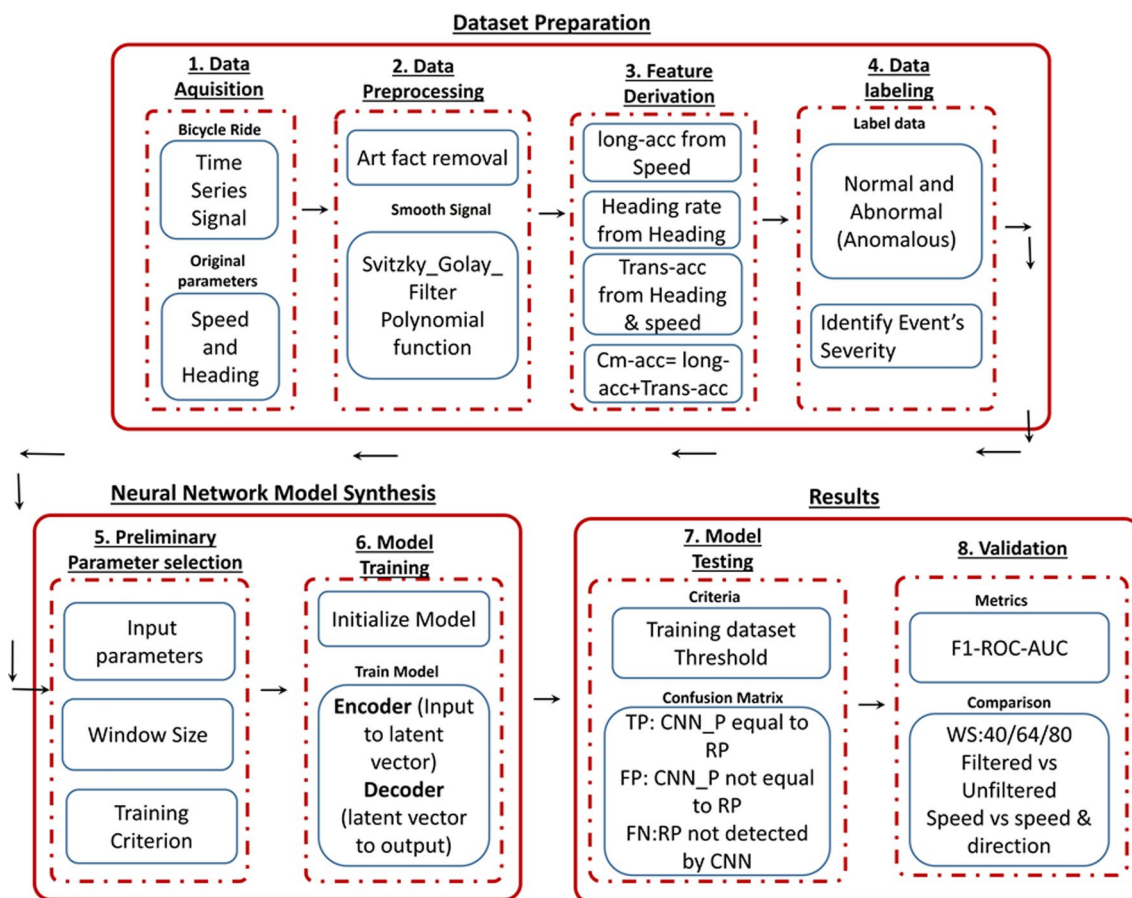 Dataset Preparation
1. Data
Aquisition
Bicycle Ride
Time
Series
Signal
Original
parameters
Speed
and
Heading
2. Data
Preprocessing
Art fact removal
Smooth Signal
Svitzky_Golay_
Filter
Polynomial
function
3. Feature
Derivation
long-acc from
Speed
Heading rate
from Heading
Trans-acc
from Heading
& speed
Cm-acc= long-
acc+Trans-acc
4. Data
labeling
Label data
Normal and
Abnormal
(Anomalous)
Identify Event's
Severity
Neural Network Model Synthesis
5. Preliminary
Parameter selection
Input
parameters
Window Size
Training
Criterion
6. Model
Training
Initialize Model
Train Model
Encoder (Input
to latent
vector)
Decoder
(latent vector
to output)
Results
7. Model
Testing
Criteria
Training dataset
Threshold
Confusion Matrix
TP: CNN_P equal to
RP
FP: CNN_P not equal
to RP
FN:RP not detected
by CNN
8. Validation
Metrics
F1-ROC-AUC
Comparison
WS:40/64/80
Filtered vs
Unfiltered
Speed vs speed &
direction